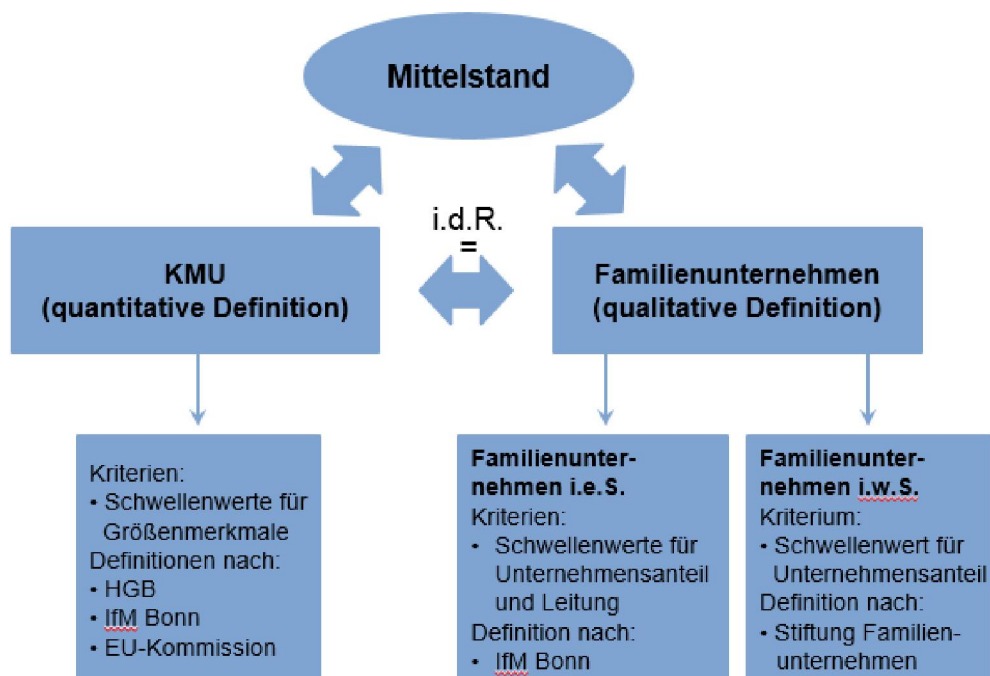 Mittelstand
i.d.R.
=
KMU
(quantitative Definition)
Familienunternehmen
(qualitative Definition)
Kriterien:
• Schwellenwerte für
Größenmerkmale
Definitionen nach:
• HGB
• IfM Bonn
• EU-Kommission
Familienunter-
nehmen i.e.S.
Kriterien:
• Schwellenwerte für
Unternehmensanteil
und Leitung
Definition nach:
• IfM Bonn
Familienunter-
nehmen i.w.S.
Kriterium:
• Schwellenwert für
Unternehmensanteil
Definition nach:
• Stiftung Familien-
unternehmen